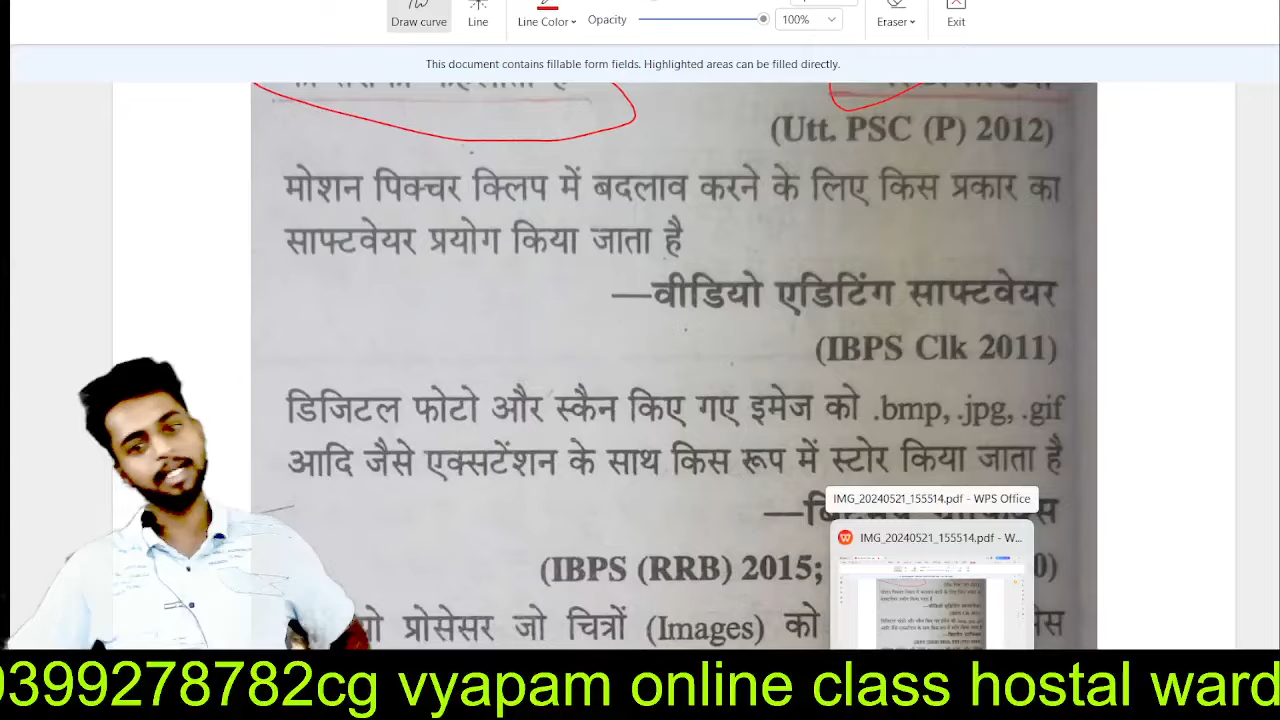 Draw curve
Line
Line Color
Opacity
100%
Eraser
Exit
This document contains fillable form fields. Highlighted areas can be filled directly.
(Utt. PSC (P) 2012)
मोशन पिक्चर क्लिप में बदलाव करने के लिए किस प्रकार का
साफ्टवेयर प्रयोग किया जाता है
—वीडियो एडिटिंग साफ्टवेयर
(IBPS Clk 2011)
डिजिटल फोटो और स्कैन किए गए इमेज को .bmp, .jpg, .gif
आदि जैसे एक्सटेंशन के साथ किस रूप में स्टोर किया जाता है
IMG_20240521_155514.pdf - WPS Office
IMG_20240521_155514.pdf - W...
(IBPS (RRB) 2015;
प्रोसेसर जो चित्रों (Images) को
0399278782cg vyapam online class hostal ward